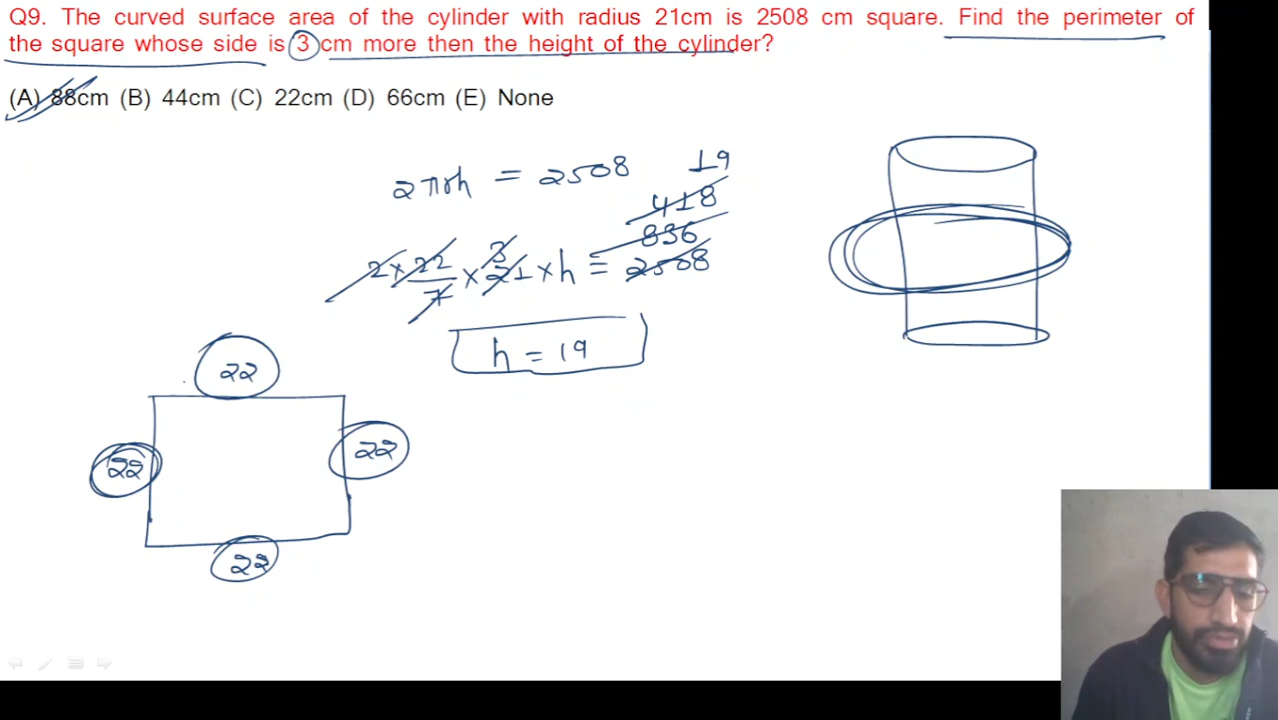 Q9. The curved surface area of the cylinder with radius 21cm is 2508 cm square. Find the perimeter of
the square whose side is 3 cm more then the height of the cylinder?
(A) 88cm (B) 44cm (C) 22cm (D) 66cm (E) None
2πrh = 2508
19
418
836
3
2 × 22/7 × 21 × h = 2508
h = 19
22
22
22
22